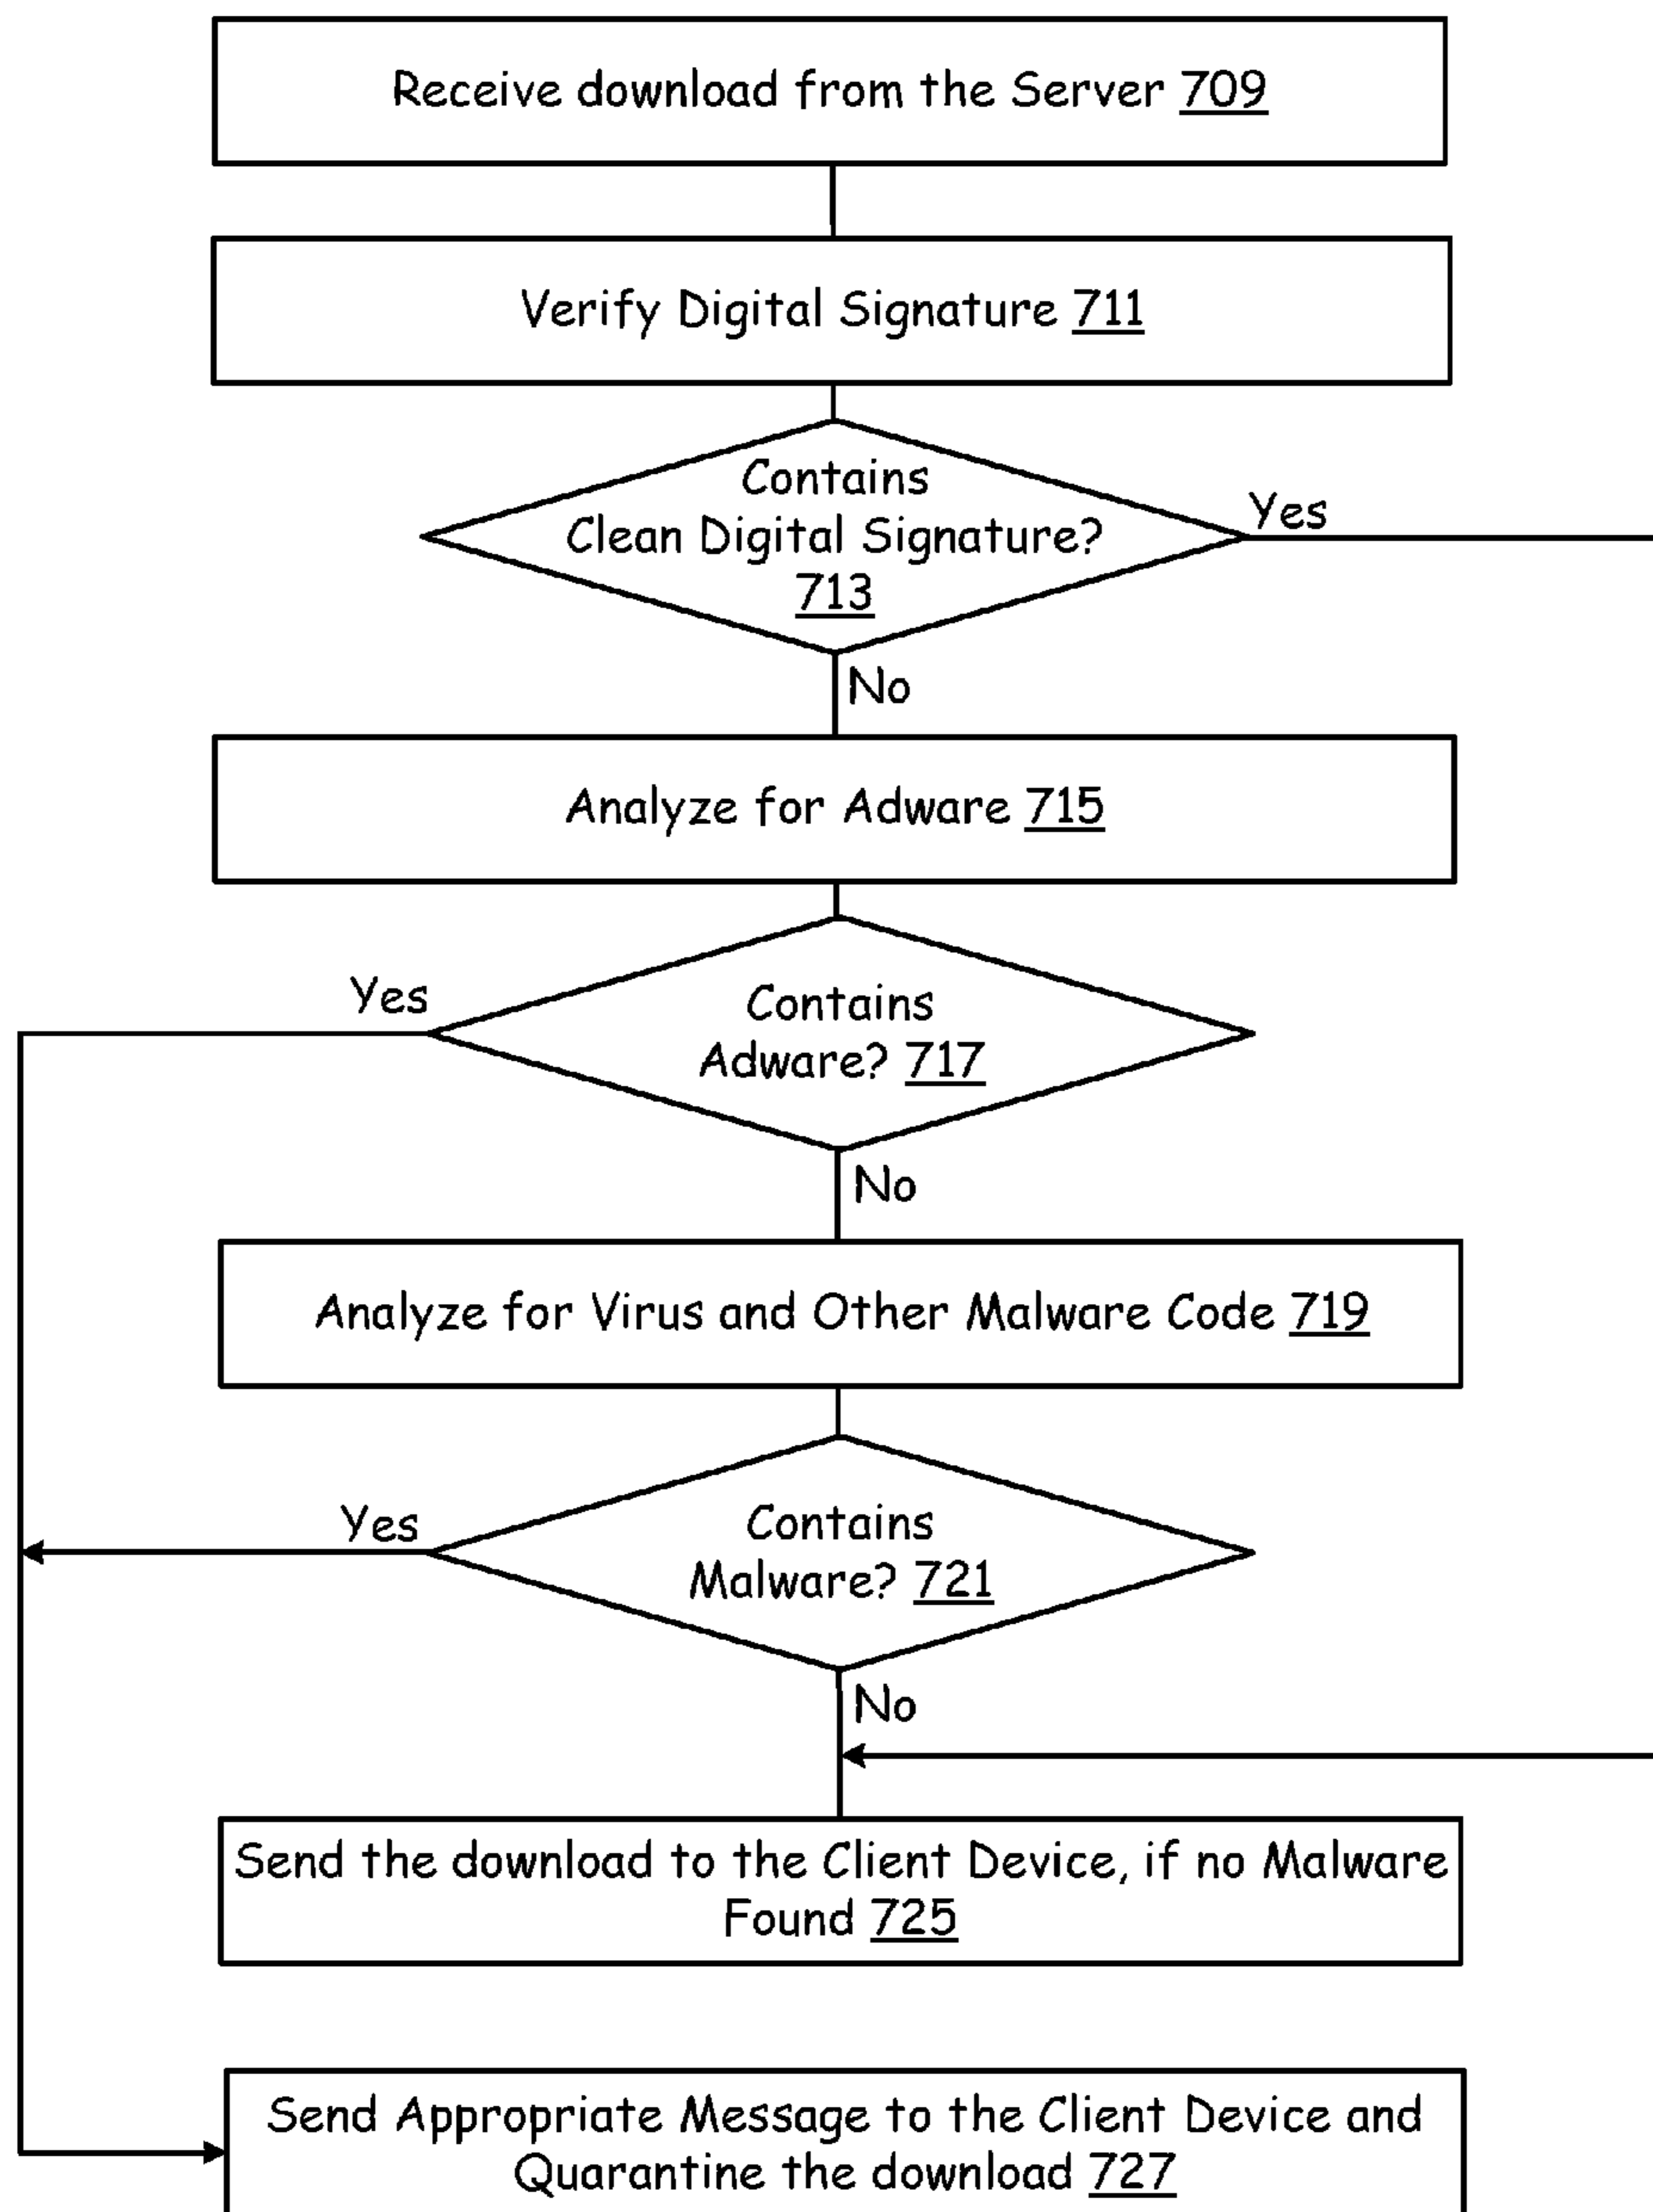 Receive download from the Server 709
Verify Digital Signature 711
Contains
Clean Digital Signature?
713
Yes
No
Analyze for Adware 715
Yes
Contains
Adware? 717
No
Analyze for Virus and Other Malware Code 719
Yes
Contains
Malware? 721
No
Send the download to the Client Device, if no Malware
Found 725
Send Appropriate Message to the Client Device and
Quarantine the download 727